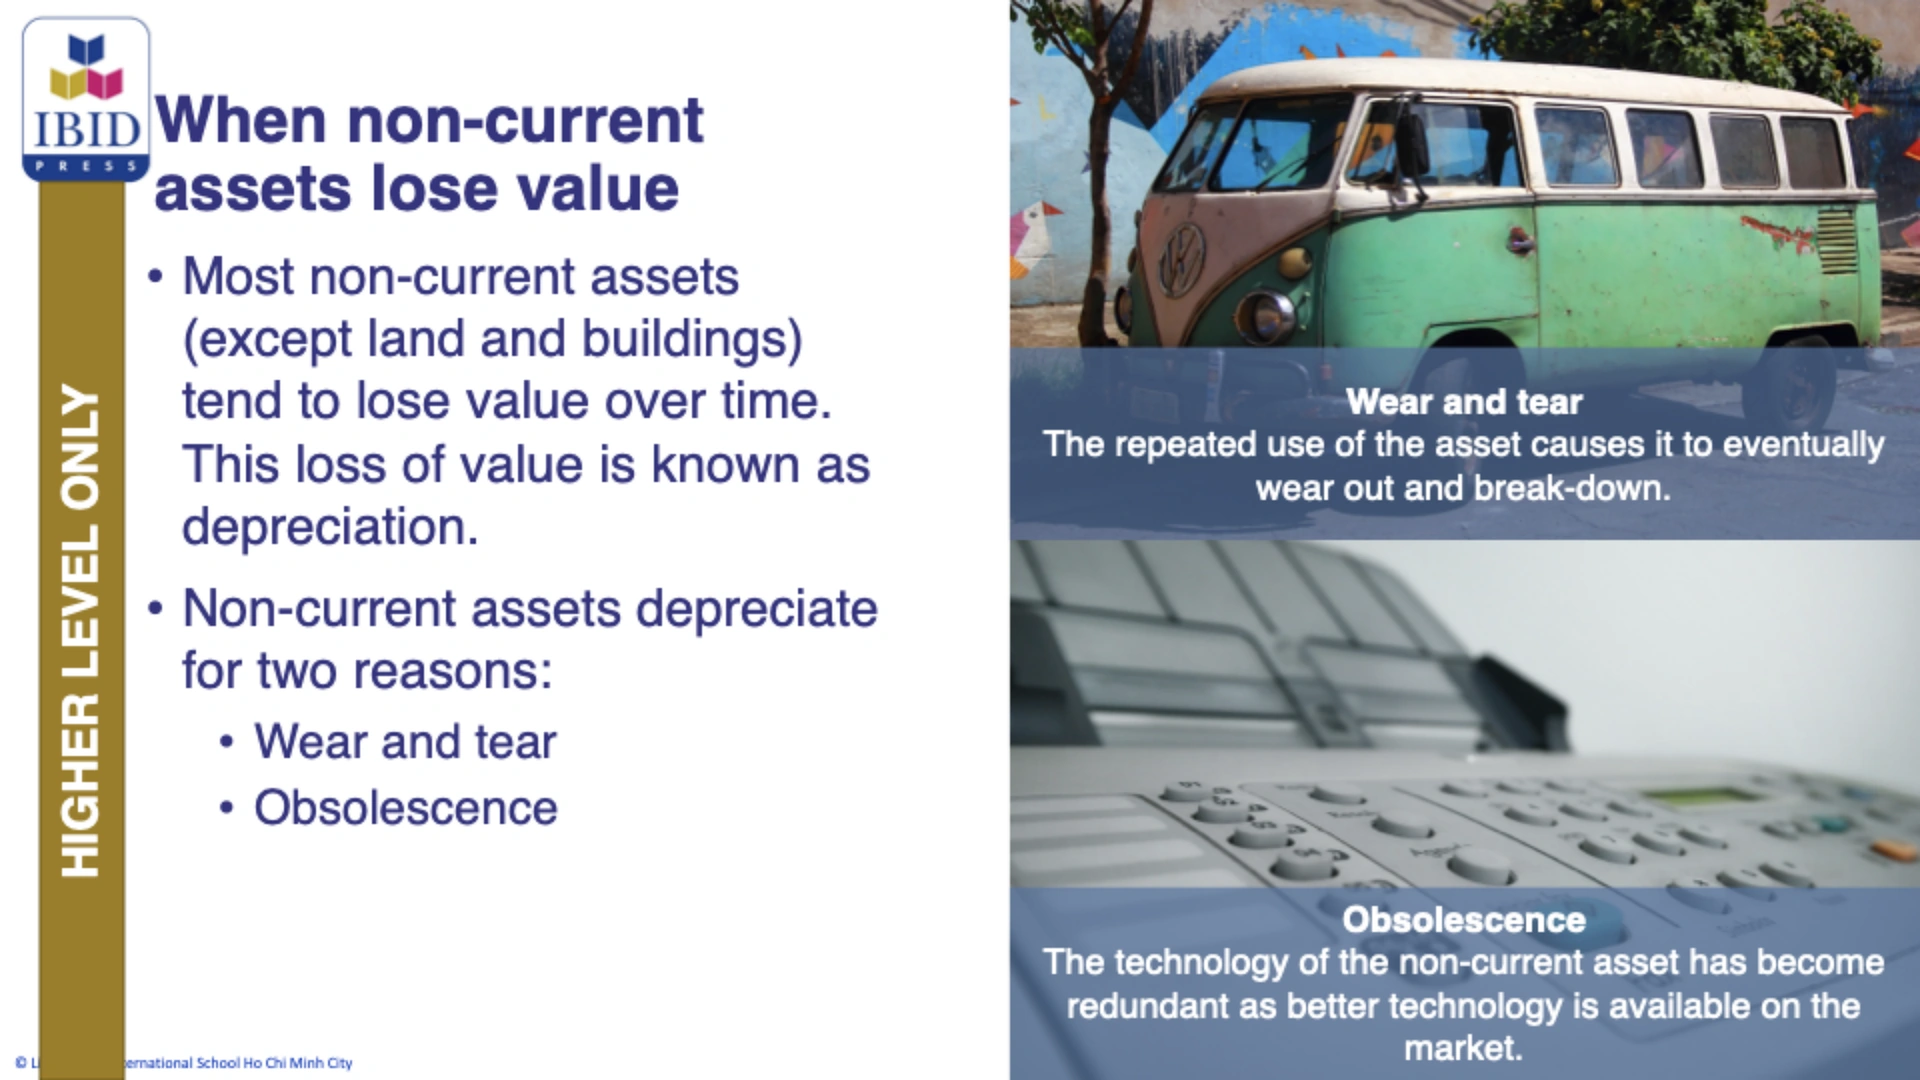 IBID
PRESS
When non-current
assets lose value
• Most non-current assets
(except land and buildings)
tend to lose value over time.
This loss of value is known as
depreciation.
• Non-current assets depreciate
for two reasons:
• Wear and tear
• Obsolescence
HIGHER LEVEL ONLY
Wear and tear
The repeated use of the asset causes it to eventually
wear out and break-down.
Obsolescence
The technology of the non-current asset has become
redundant as better technology is available on the
market.
© School Ho Chi Minh City